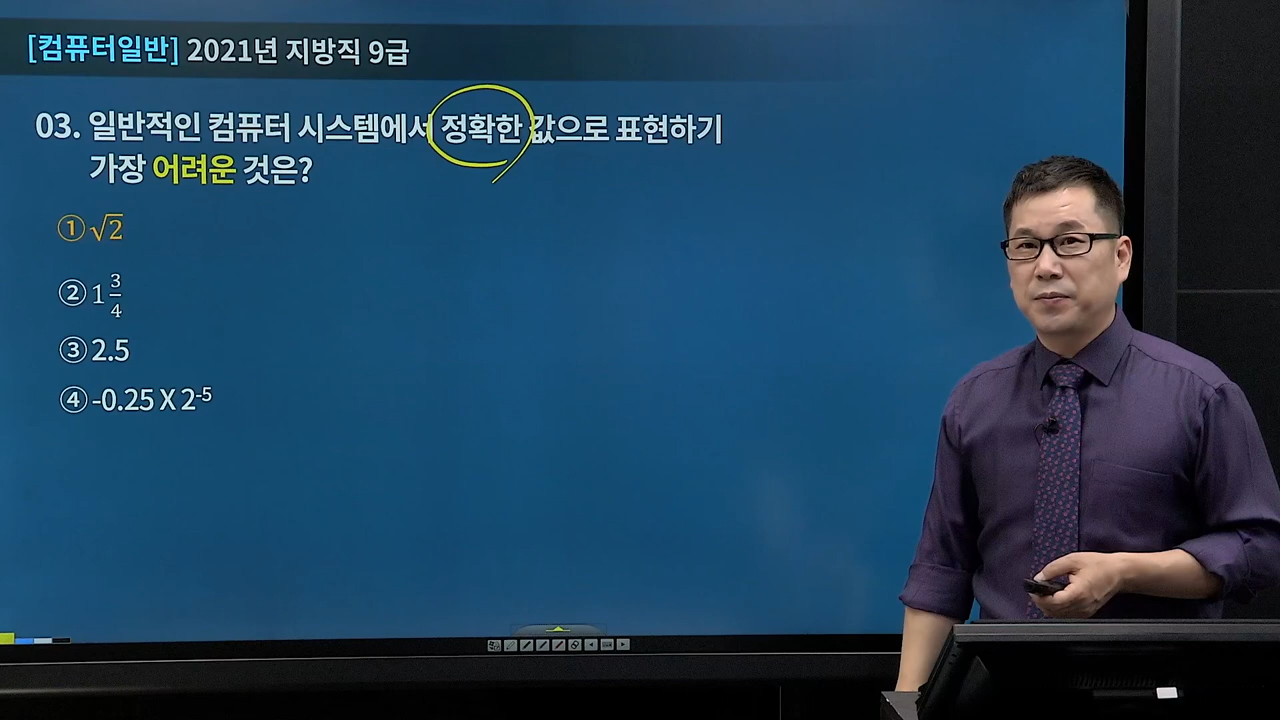 [컴퓨터일반] 2021년 지방직 9급
03. 일반적인 컴퓨터 시스템에서 정확한 값으로 표현하기
가장 어려운 것은?
① √2
② 1 3/4
③ 2.5
④ -0.25 X 2⁻⁵